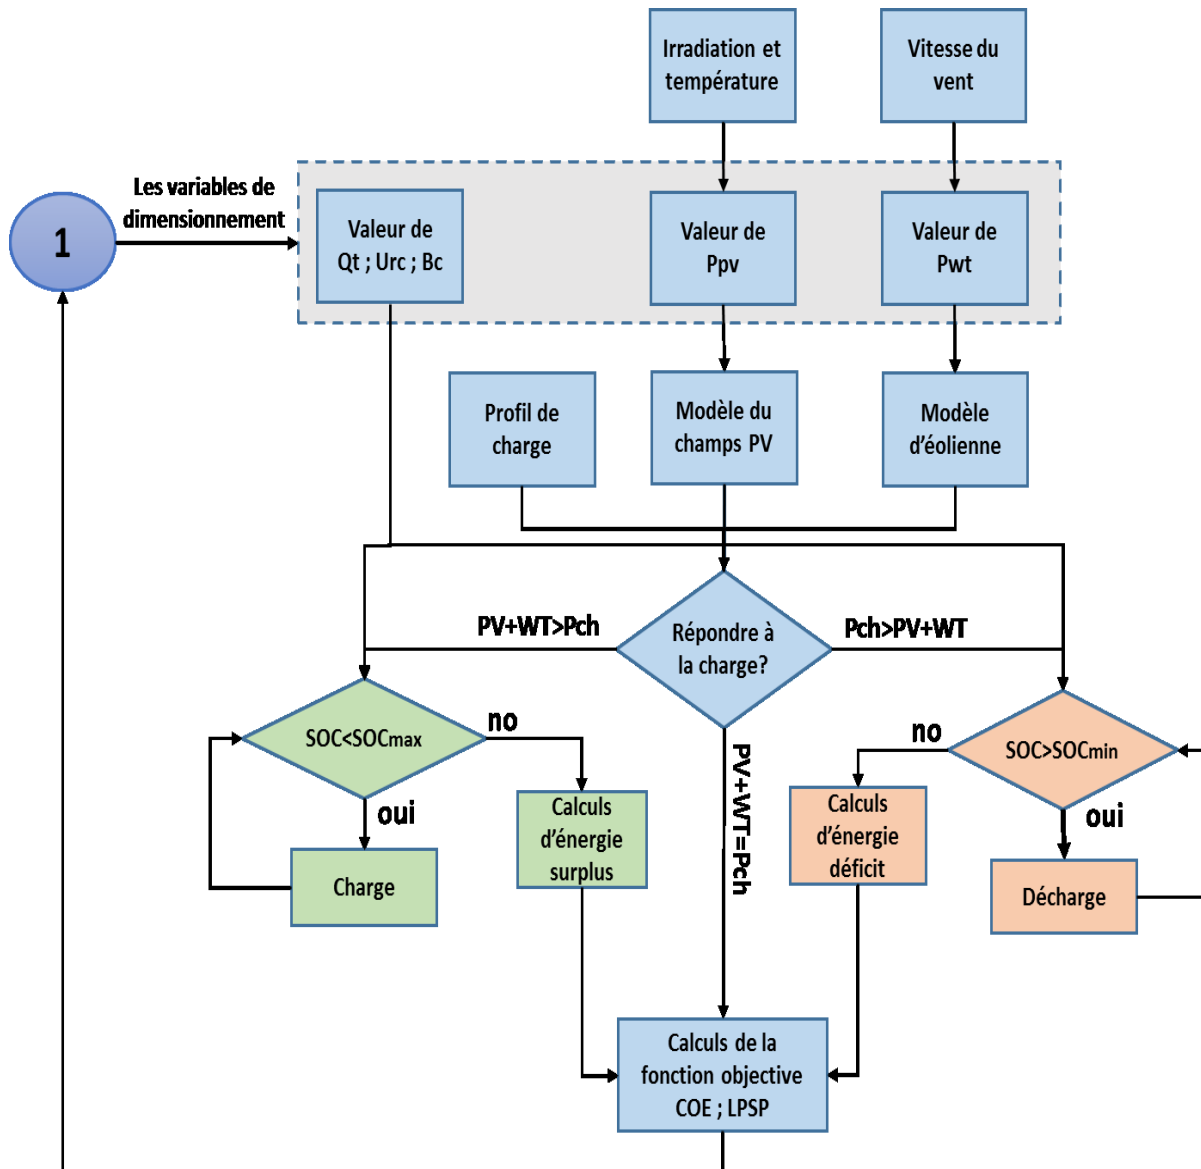 Irradiation et
température
Vitesse du
vent
Les variables de
dimensionnement
1
Valeur de
Qt ; Urc ; Bc
Valeur de
Ppv
Valeur de
Pwt
Profil de
charge
Modèle du
champs PV
Modèle
d'éolienne
PV+WT>Pch
Répondre à
la charge?
Pch>PV+WT
SOC<SOCmax
no
oui
Charge
Calculs
d'énergie
surplus
PV+WT=Pch
no
SOC>SOCmin
oui
Calculs
d'énergie
déficit
Décharge
Calculs de la
fonction objective
COE ; LPSP